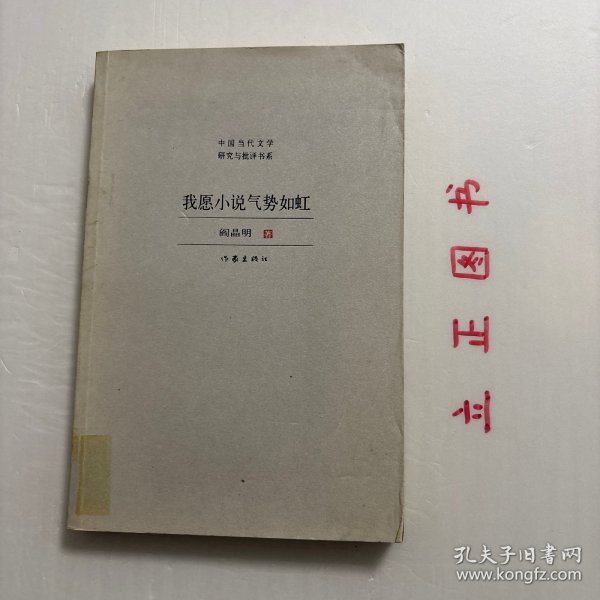 中国当代文学
研究与批评书系
我愿小说气势如虹
阎晶明 著
作家出版社
立正图书
孔夫子旧书网
www.kongfz.com